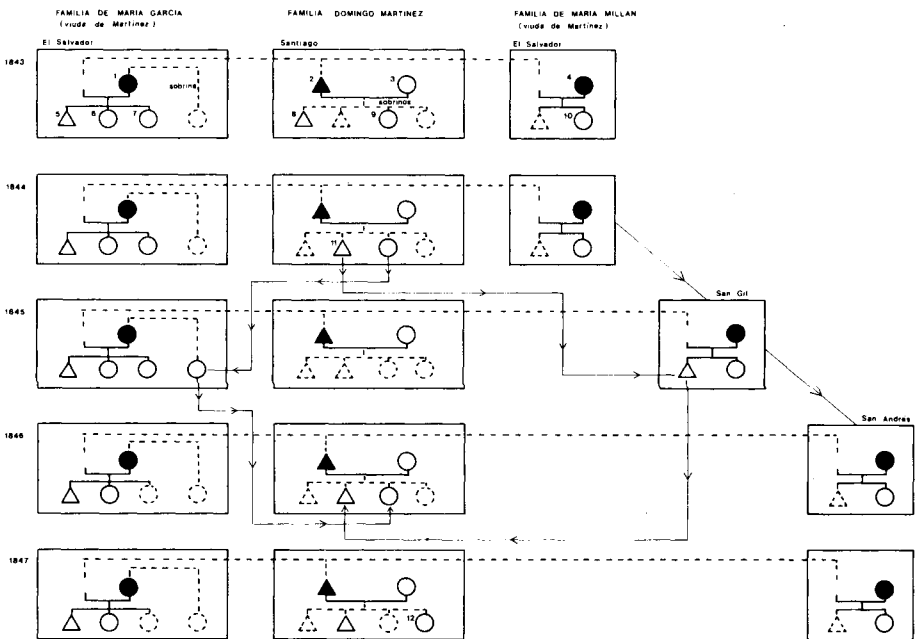 FAMILIA DE MARIA GARCIA
(viuda de Martinez)
FAMILIA DOMINGO MARTINEZ
FAMILIA DE MARIA MILLAN
(viuda de Martinez)
El Salvador
Santiago
El Salvador
1843
1
sobrina
5
6
7
2
3
sobrinos
8
9
4
10
1844
11
San Gil
1845
San Andrés
1846
1847
12